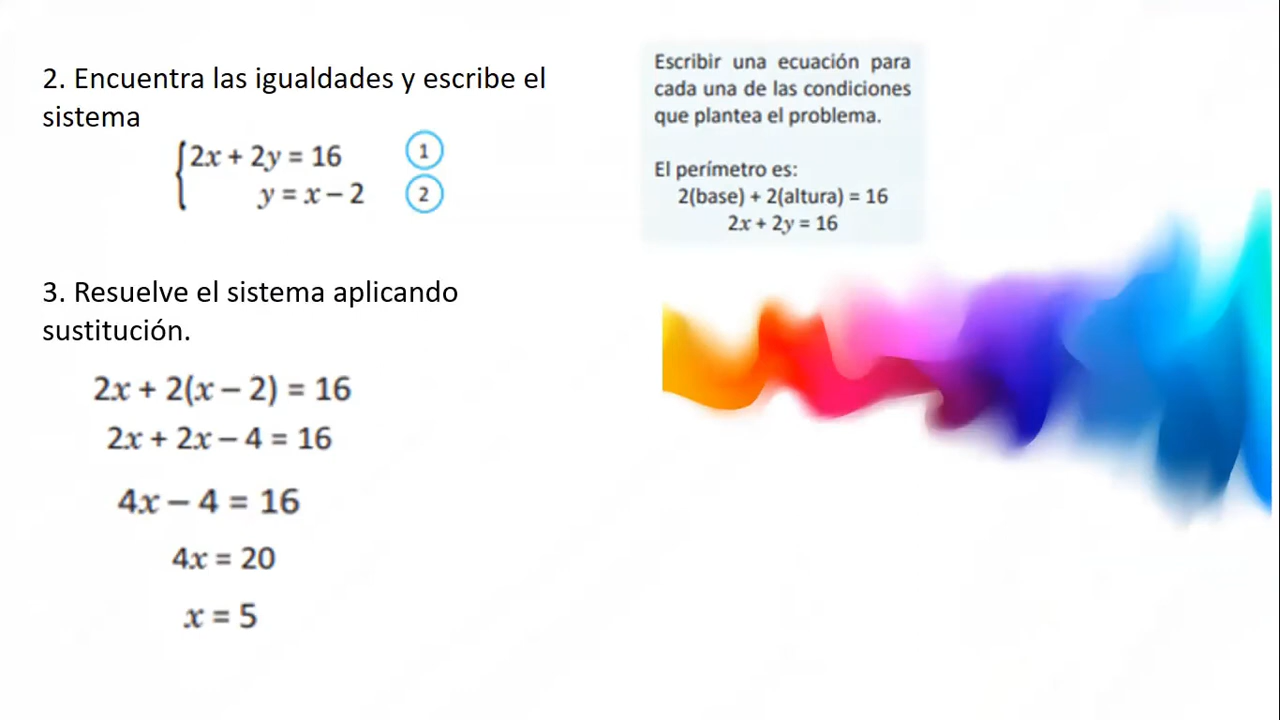 2. Encuentra las igualdades y escribe el
sistema
2x + 2y = 16 1
y = x – 2 2
3. Resuelve el sistema aplicando
sustitución.
2x + 2(x – 2) = 16
2x + 2x – 4 = 16
4x – 4 = 16
4x = 20
x = 5
Escribir una ecuación para
cada una de las condiciones
que plantea el problema.
El perímetro es:
2(base) + 2(altura) = 16
2x + 2y = 16